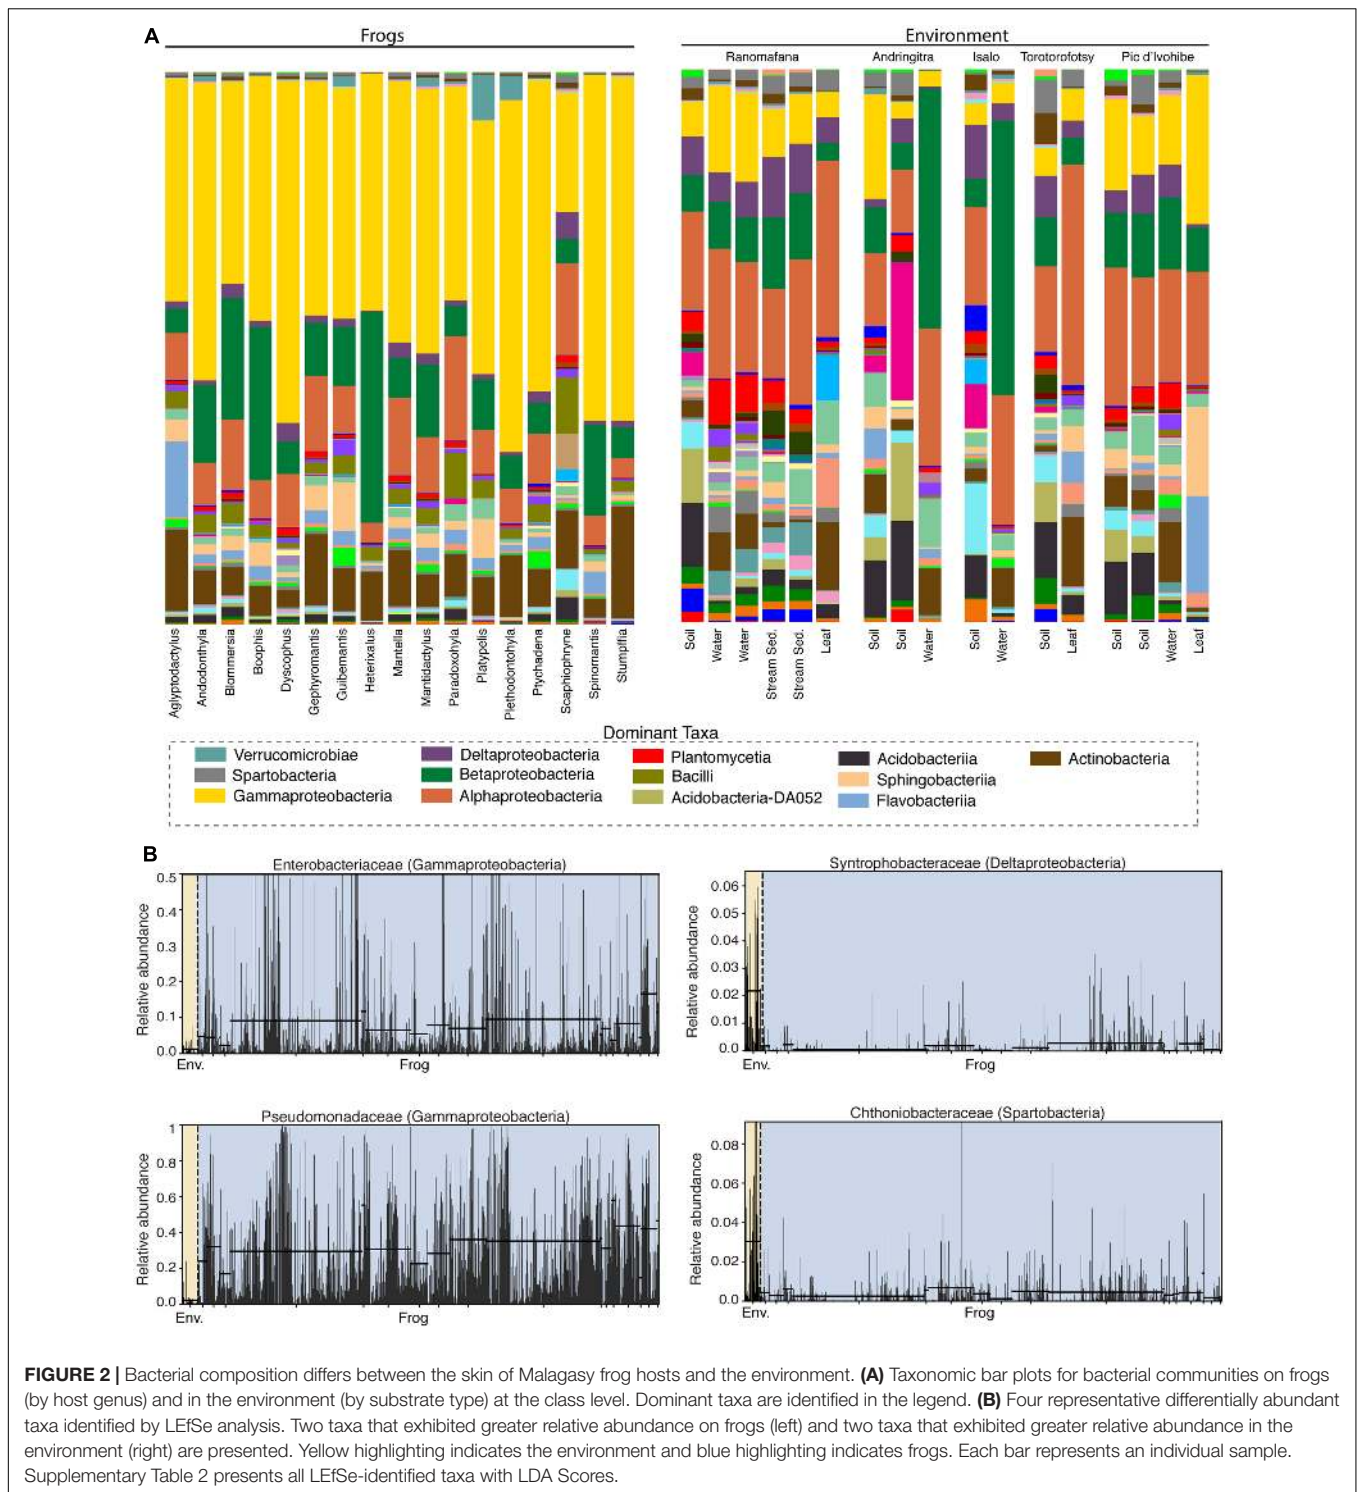 A
Frogs
Environment
Ranomafana
Andringitra
Isalo
Torotorofotsy
Pic d'Ivohibe
Aglyptodactylus
Andodonthyla
Blommersia
Boophis
Dyscophus
Gephyromantis
Guibemantis
Heterixalus
Mantella
Mantidactylus
Paradoxohyla
Platypelis
Plethodontohyla
Ptychadena
Scaphiophryne
Spinomantis
Stumpffia
Soil
Water
Water
Stream Sed.
Stream Sed.
Leaf
Soil
Soil
Water
Soil
Water
Soil
Leaf
Soil
Soil
Water
Leaf
Dominant Taxa
Verrucomicrobiae
Spartobacteria
Gammaproteobacteria
Deltaproteobacteria
Betaproteobacteria
Alphaproteobacteria
Plantomycetia
Bacilli
Acidobacteria-DA052
Acidobacteriia
Sphingobacteriia
Flavobacteriia
Actinobacteria
B
Enterobacteriaceae (Gammaproteobacteria)
Relative abundance
0.5
0.4
0.3
0.2
0.1
0.0
Env.
Frog
Syntrophobacteraceae (Deltaproteobacteria)
Relative abundance
0.06
0.05
0.04
0.03
0.02
0.01
0.0
Env.
Frog
Pseudomonadaceae (Gammaproteobacteria)
Relative abundance
1
0.8
0.6
0.4
0.2
0.0
Env.
Frog
Chthoniobacteraceae (Spartobacteria)
Relative abundance
0.08
0.06
0.04
0.02
0.0
Env.
Frog
FIGURE 2 | Bacterial composition differs between the skin of Malagasy frog hosts and the environment. (A) Taxonomic bar plots for bacterial communities on frogs
(by host genus) and in the environment (by substrate type) at the class level. Dominant taxa are identified in the legend. (B) Four representative differentially abundant
taxa identified by LEfSe analysis. Two taxa that exhibited greater relative abundance on frogs (left) and two taxa that exhibited greater relative abundance in the
environment (right) are presented. Yellow highlighting indicates the environment and blue highlighting indicates frogs. Each bar represents an individual sample.
Supplementary Table 2 presents all LEfSe-identified taxa with LDA Scores.